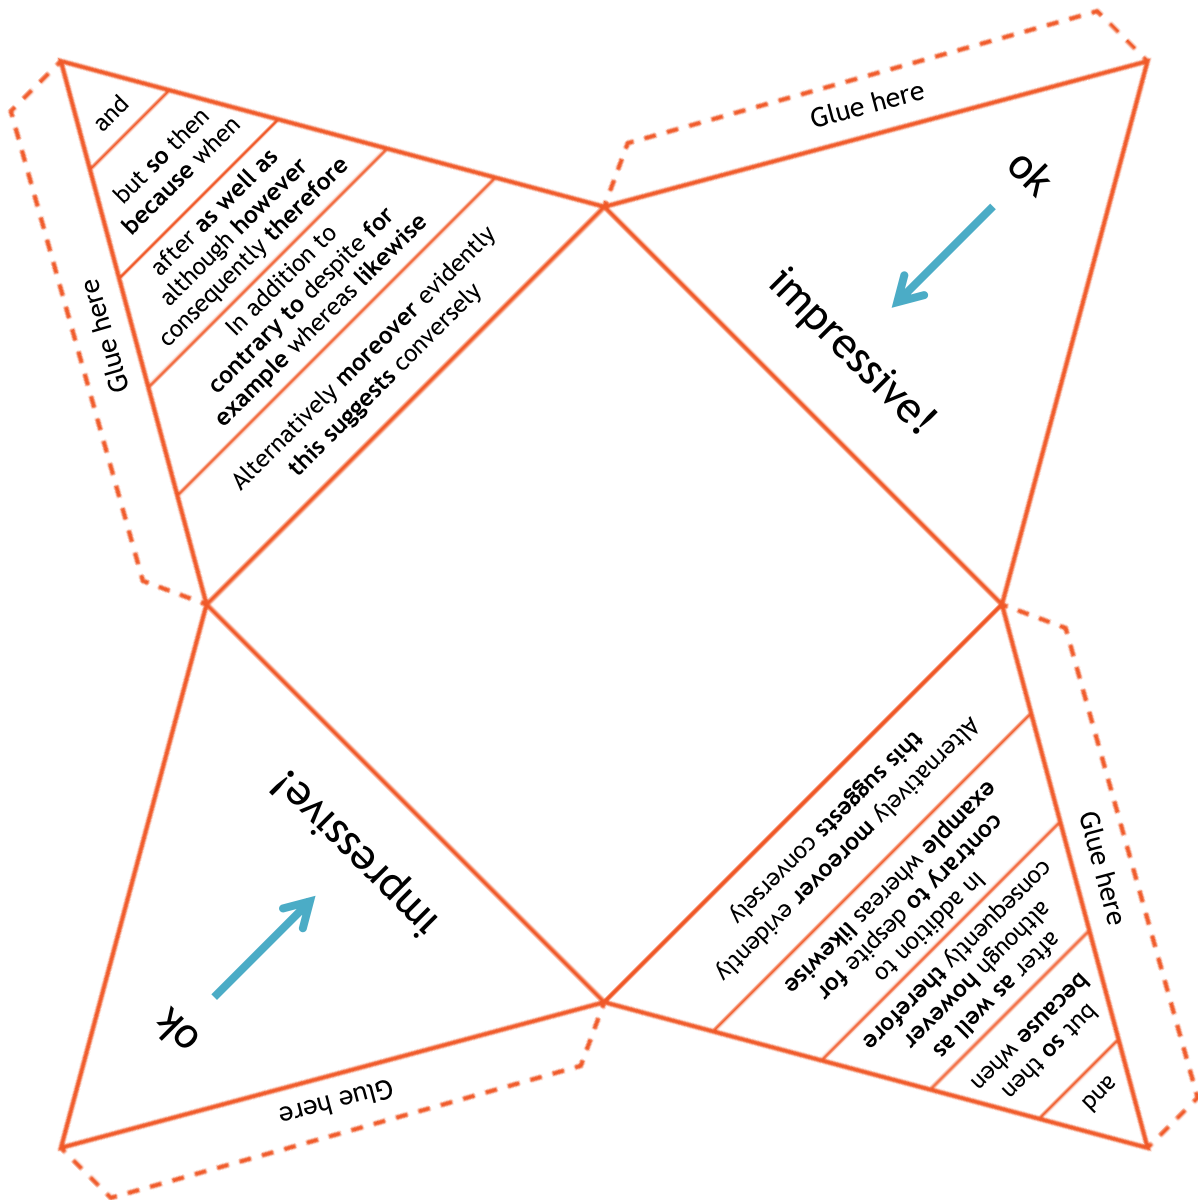 and
but so then
because when
after as well as
although however
consequently therefore
In addition to
contrary to despite for
example whereas likewise
Alternatively moreover evidently
this suggests conversely
Glue here
Glue here
ok
impressive!
impressive!
ok
Glue here
and
but so then
because when
after as well as
although however
consequently therefore
In addition to
contrary to despite for
example whereas likewise
Alternatively moreover evidently
this suggests conversely
Glue here